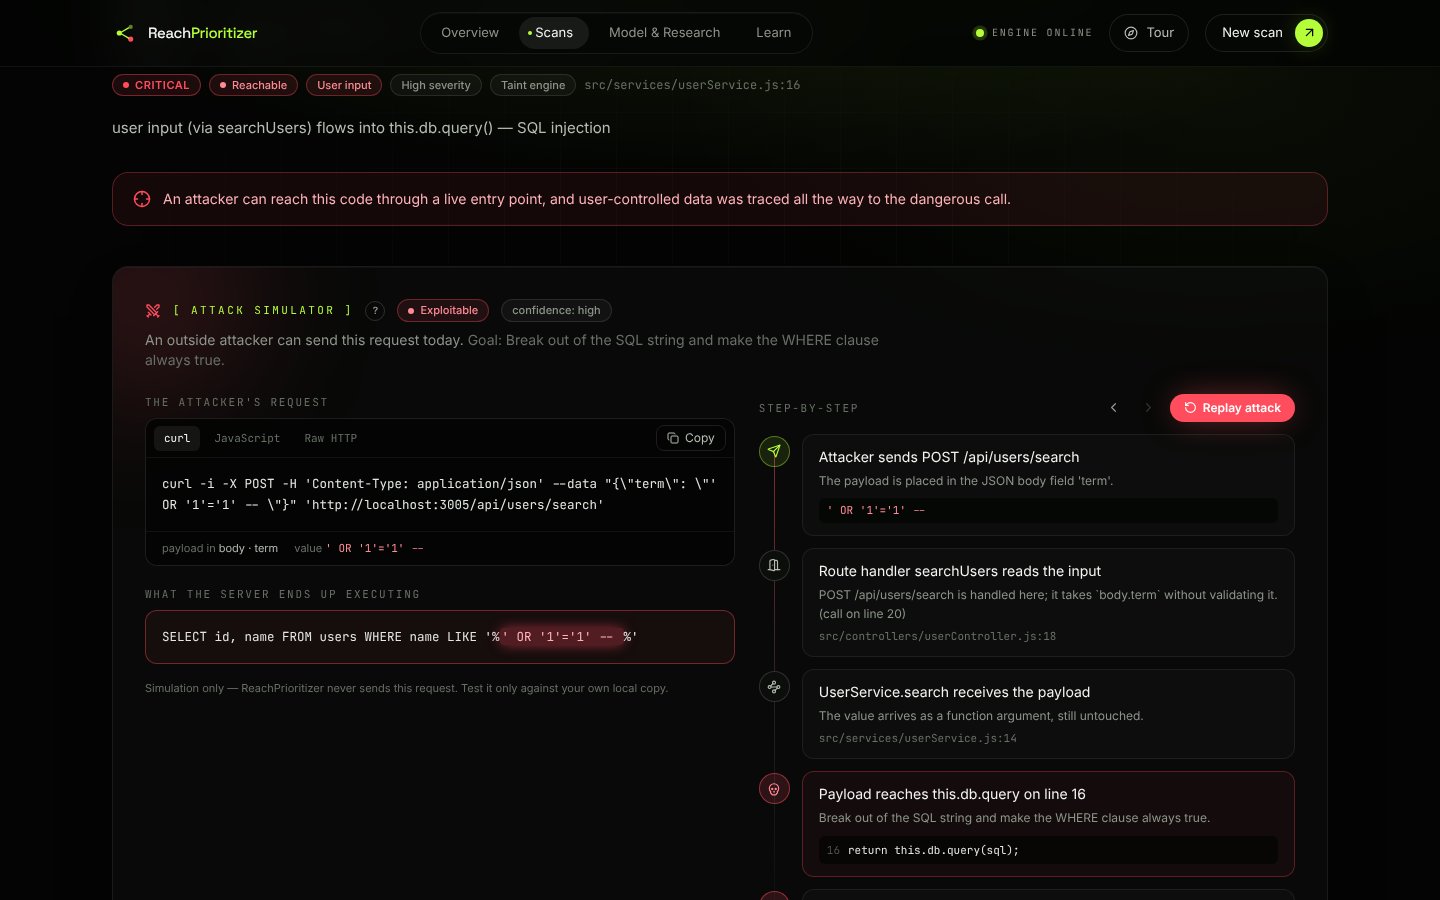 ReachPrioritizer
Overview
Scans
Model & Research
Learn
ENGINE ONLINE
Tour
New scan
CRITICAL
Reachable
User input
High severity
Taint engine
src/services/userService.js:16
user input (via searchUsers) flows into this.db.query() — SQL injection
An attacker can reach this code through a live entry point, and user-controlled data was traced all the way to the dangerous call.
[ ATTACK SIMULATOR ]
?
Exploitable
confidence: high
An outside attacker can send this request today. Goal: Break out of the SQL string and make the WHERE clause
always true.
THE ATTACKER'S REQUEST
curl
JavaScript
Raw HTTP
Copy
curl -i -X POST -H 'Content-Type: application/json' --data "{\"term\": \"'
OR '1'='1' -- \"}" 'http://localhost:3005/api/users/search'
payload in body · term value ' OR '1'='1' --
WHAT THE SERVER ENDS UP EXECUTING
SELECT id, name FROM users WHERE name LIKE '%' OR '1'='1' -- %'
Simulation only — ReachPrioritizer never sends this request. Test it only against your own local copy.
STEP-BY-STEP
Replay attack
Attacker sends POST /api/users/search
The payload is placed in the JSON body field 'term'.
' OR '1'='1' --
Route handler searchUsers reads the input
POST /api/users/search is handled here; it takes `body.term` without validating it.
(call on line 20)
src/controllers/userController.js:18
UserService.search receives the payload
The value arrives as a function argument, still untouched.
src/services/userService.js:14
Payload reaches this.db.query on line 16
Break out of the SQL string and make the WHERE clause always true.
16 return this.db.query(sql);